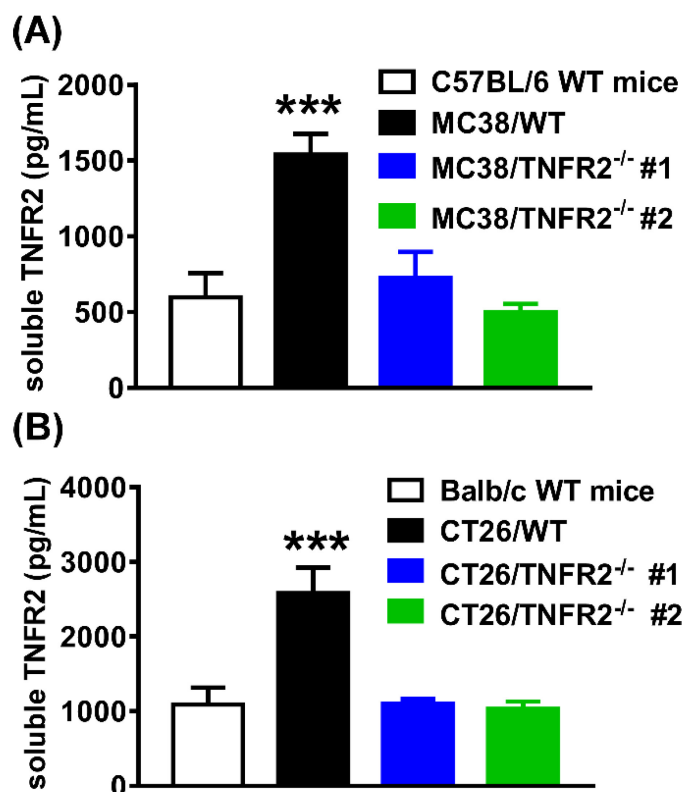 (A)
soluble TNFR2 (pg/mL)
2000
1500
1000
500
0
***
C57BL/6 WT mice
MC38/WT
MC38/TNFR2-/- #1
MC38/TNFR2-/- #2
(B)
soluble TNFR2 (pg/mL)
4000
3000
2000
1000
0
***
Balb/c WT mice
CT26/WT
CT26/TNFR2-/- #1
CT26/TNFR2-/- #2